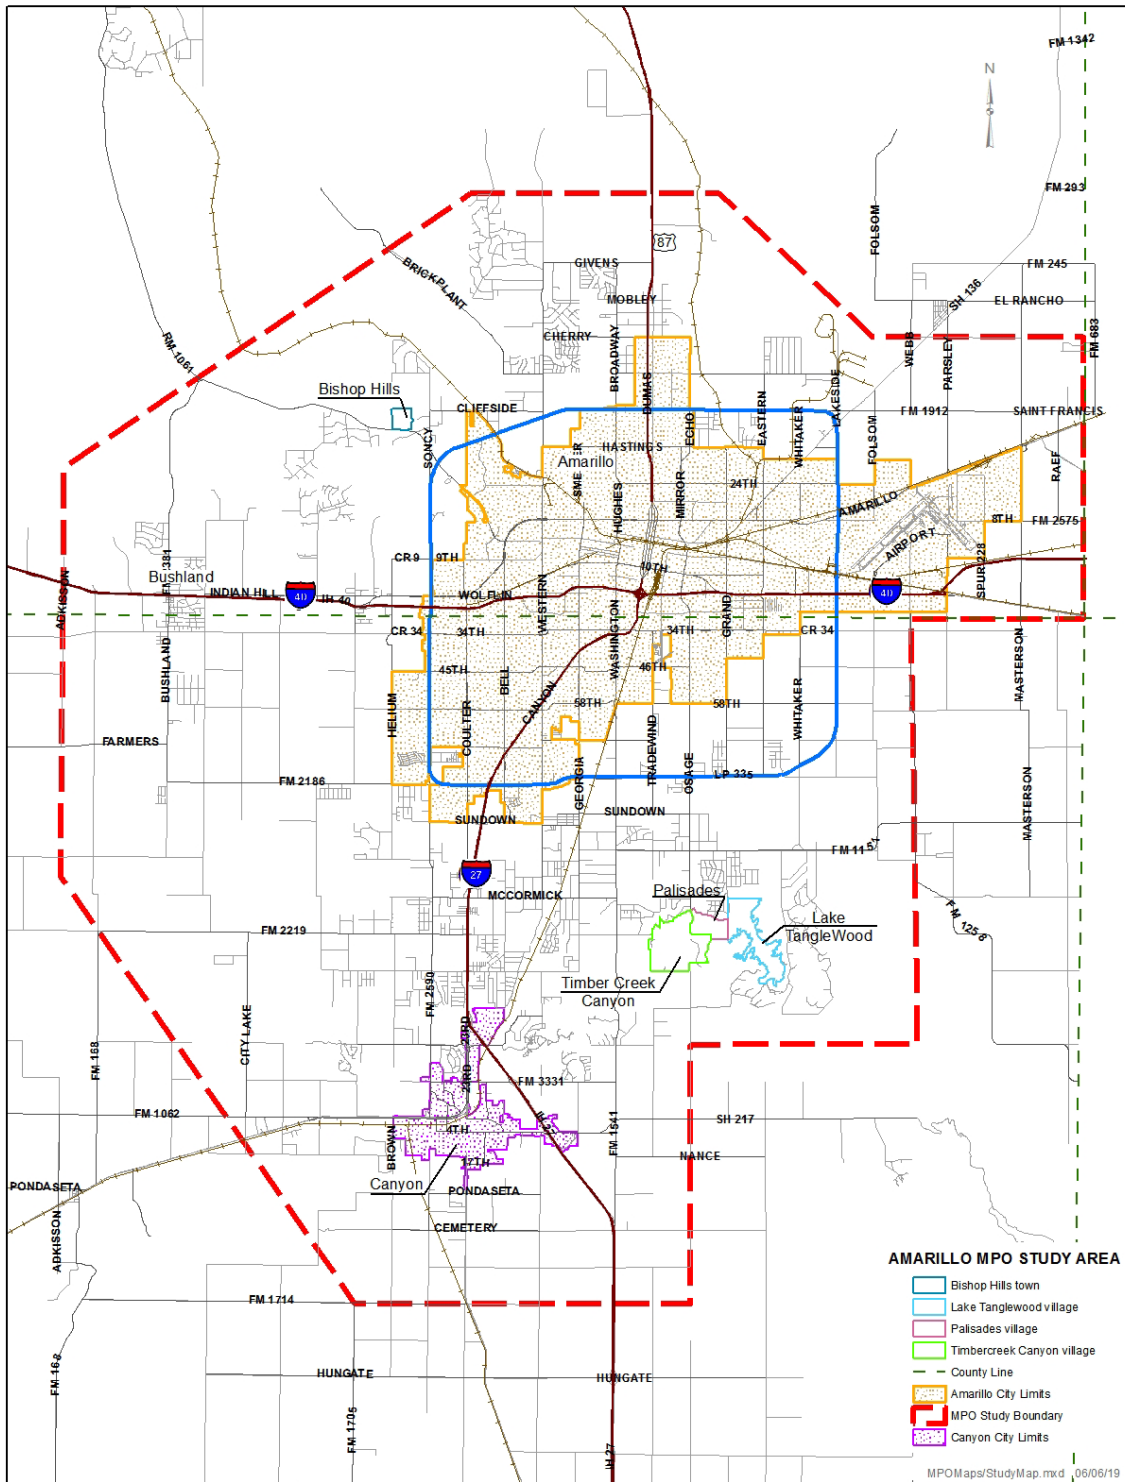 FM 1342
N
FM 293
FOLSOM
87
GIVENS
FM 245
BRICKPLANT
SH 136
EL RANCHO
MOBLEY
CHERRY
BROADWAY
WEBB
PARSLEY
FM 683
RM 1061
Bishop Hills
DUMAS
LAKESIDE
CLIFFSIDE
EASTERN
WHITAKER
FM 1912
SAINT FRANCIS
ECHO
SONCY
HASTINGS
FOLSOM
Amarillo
RAEF
24TH
HUGHES
MIRROR
AMARILLO
8TH
FM 2575
AIRPORT
CR 9
9TH
10TH
SPUR 228
Bushland
INDIAN HILL
40
IH 40
WOLFLIN
WESTERN
40
ADKISSON
CR 34
34TH
WASHINGTON
34TH
GRAND
CR 34
MASTERSON
BUSHLAND
45TH
BELL
46TH
HELIUM
CANYON
58TH
58TH
WHITAKER
COULTER
FARMERS
TRADEWIND
OSAGE
FM 2186
GEORGIA
LP 335
MASTERSON
SUNDOWN
SUNDOWN
FM 1151
27
MCCORMICK
Palisades
FM 2219
Lake
TangleWood
FM 1258
Timber Creek
Canyon
FM 2590
CITY LAKE
23RD
FM 168
23RD
FM 3331
FM 1062
IH 27
FM 1541
SH 217
4TH
BROWN
17TH
NANCE
PONDASETA
Canyon
PONDASETA
ADKISSON
CEMETERY
AMARILLO MPO STUDY AREA
Bishop Hills town
FM 1714
Lake Tanglewood village
Palisades village
Timbercreek Canyon village
FM 168
HUNGATE
HUNGATE
County Line
Amarillo City Limits
FM 1705
MPO Study Boundary
IH 27
Canyon City Limits
MPOMaps/StudyMap.mxd 06/06/19